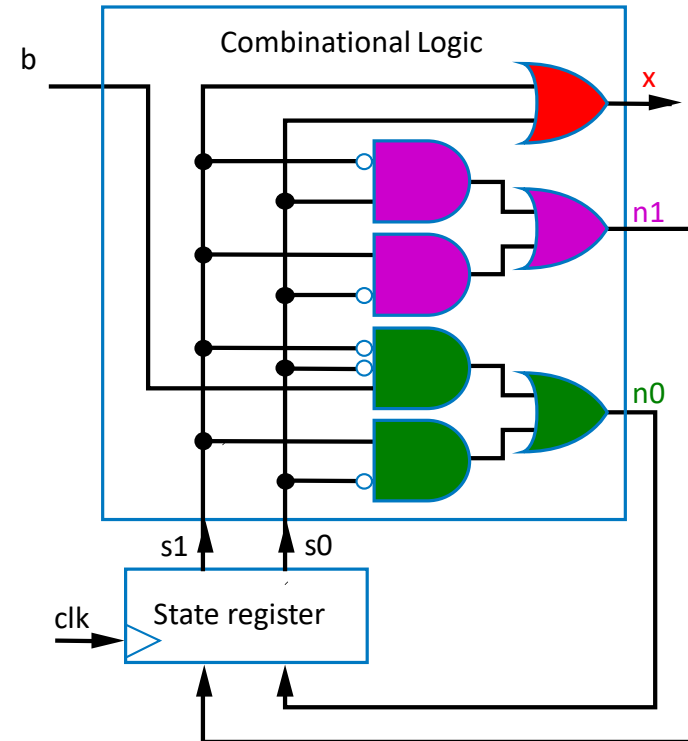 Combinational Logic
b
x
n1
n0
s1
s0
clk
State register